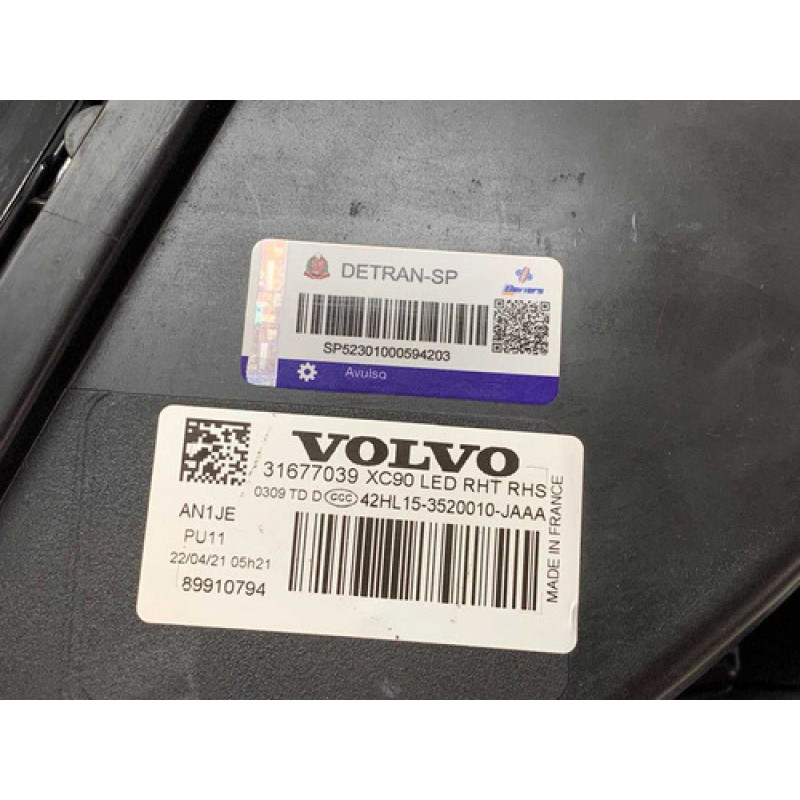 DETRAN-SP
SP52301000594203
Avulsa
VOLVO
31677039 XC90 LED RHT RHS
0309 TD D CCC 42HL15-3520010-JAAA
AN1JE
PU11
22/04/21 05h21
89910794
MADE IN FRANCE